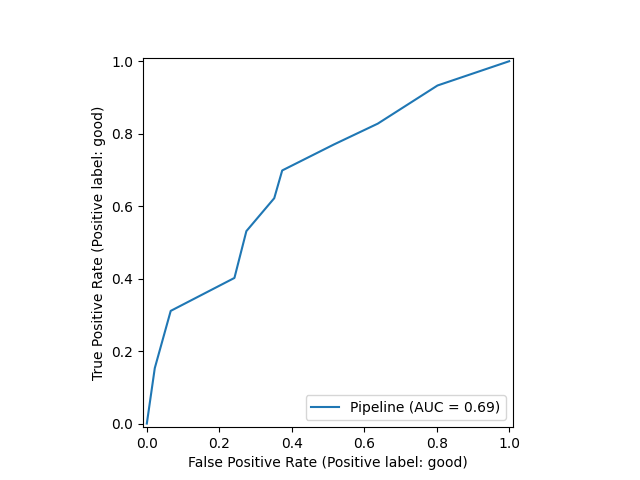 1.0
0.8
0.6
0.4
0.2
0.0
True Positive Rate (Positive label: good)
Pipeline (AUC = 0.69)
0.0 0.2 0.4 0.6 0.8 1.0
False Positive Rate (Positive label: good)